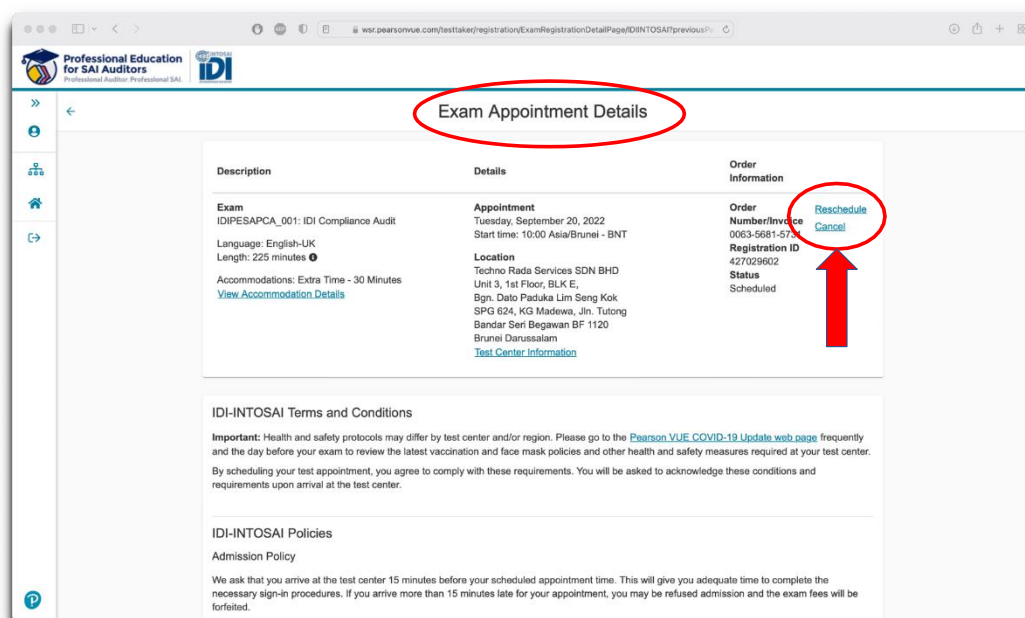 wsr.pearsonvue.com/testtaker/registration/ExamRegistrationDetailPage/IDIINTOSAI?previousP
Professional Education
for SAI Auditors
Professional Auditor. Professional SAI.
INTOSAI
IDI
Exam Appointment Details
Description
Details
Order
Information
Exam
IDIPESAPCA_001: IDI Compliance Audit
Language: English-UK
Length: 225 minutes
Accommodations: Extra Time - 30 Minutes
View Accommodation Details
Appointment
Tuesday, September 20, 2022
Start time: 10:00 Asia/Brunei - BNT
Location
Techno Rada Services SDN BHD
Unit 3, 1st Floor, BLK E,
Bgn. Dato Paduka Lim Seng Kok
SPG 624, KG Madewa, Jln. Tutong
Bandar Seri Begawan BF 1120
Brunei Darussalam
Test Center Information
Order
Number/Invoice
0063-5681-5731
Registration ID
427029602
Status
Scheduled
Reschedule
Cancel
IDI-INTOSAI Terms and Conditions
Important: Health and safety protocols may differ by test center and/or region. Please go to the Pearson VUE COVID-19 Update web page frequently
and the day before your exam to review the latest vaccination and face mask policies and other health and safety measures required at your test center.
By scheduling your test appointment, you agree to comply with these requirements. You will be asked to acknowledge these conditions and
requirements upon arrival at the test center.
IDI-INTOSAI Policies
Admission Policy
We ask that you arrive at the test center 15 minutes before your scheduled appointment time. This will give you adequate time to complete the
necessary sign-in procedures. If you arrive more than 15 minutes late for your appointment, you may be refused admission and the exam fees will be
forfeited.